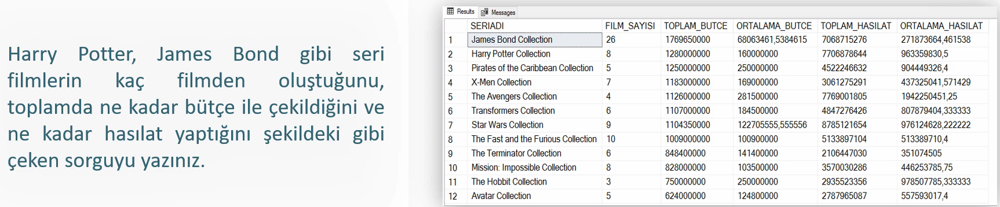 Harry Potter, James Bond gibi seri
filmlerin kaç filmden oluştuğunu,
toplamda ne kadar bütçe ile çekildiğini ve
ne kadar hasılat yaptığını şekildeki gibi
çeken sorguyu yazınız.
Results Messages
SERIADI FILM_SAYISI TOPLAM_BUTCE ORTALAMA_BUTCE TOPLAM_HASILAT ORTALAMA_HASILAT
1 James Bond Collection 26 1769650000 68063461,5384615 7068715276 271873664,461538
2 Harry Potter Collection 8 1280000000 160000000 7706878644 963359830,5
3 Pirates of the Caribbean Collection 5 1250000000 250000000 4522246632 904449326,4
4 X-Men Collection 7 1183000000 169000000 3061275291 437325041,571429
5 The Avengers Collection 4 1126000000 281500000 7769001805 1942250451,25
6 Transformers Collection 6 1107000000 184500000 4847276426 807879404,333333
7 Star Wars Collection 9 1104350000 122705555,555556 8785121654 976124628,222222
8 The Fast and the Furious Collection 10 1009000000 100900000 5133897104 513389710,4
9 The Terminator Collection 6 848400000 141400000 2106447030 351074505
10 Mission: Impossible Collection 8 828000000 103500000 3570030286 446253785,75
11 The Hobbit Collection 3 750000000 250000000 2935523356 978507785,333333
12 Avatar Collection 5 624000000 124800000 2787965087 557593017,4